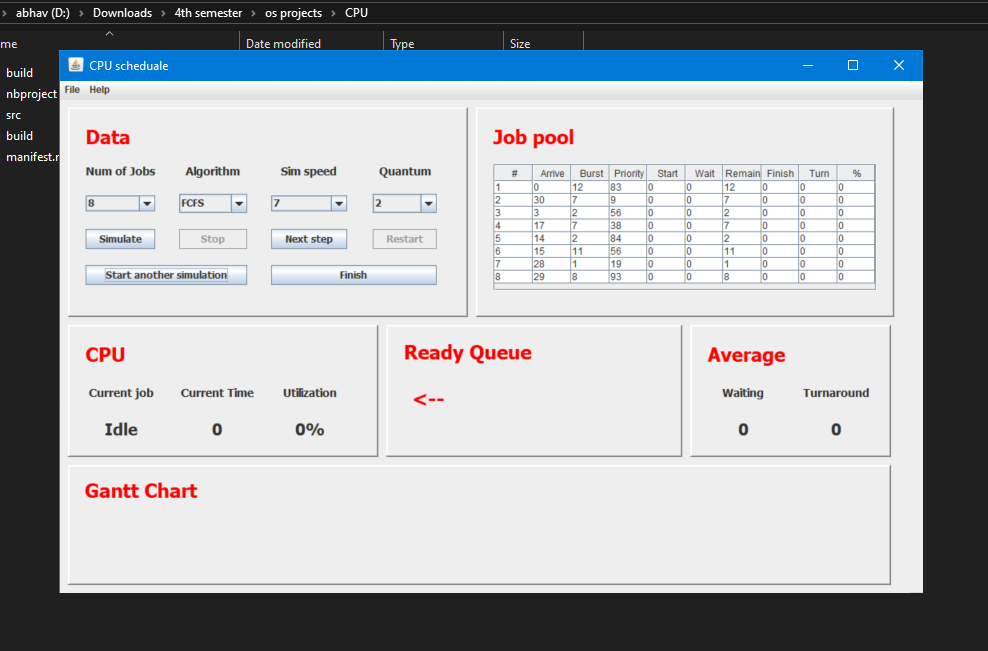 abhav (D:) > Downloads > 4th semester > os projects > CPU
me Date modified Type Size
build
nbproject
src
build
manifest.r
CPU scheduale
File Help
Data
Num of Jobs Algorithm Sim speed Quantum
8 FCFS 7 2
Simulate Stop Next step Restart
Start another simulation Finish
Job pool
# Arrive Burst Priority Start Wait Remain Finish Turn %
1 0 12 83 0 0 12 0 0 0
2 30 7 9 0 0 7 0 0 0
3 3 2 56 0 0 2 0 0 0
4 17 7 38 0 0 7 0 0 0
5 14 2 84 0 0 2 0 0 0
6 15 11 56 0 0 11 0 0 0
7 28 1 19 0 0 1 0 0 0
8 29 8 93 0 0 8 0 0 0
CPU
Current job Current Time Utilization
Idle 0 0%
Ready Queue
<--
Average
Waiting Turnaround
0 0
Gantt Chart